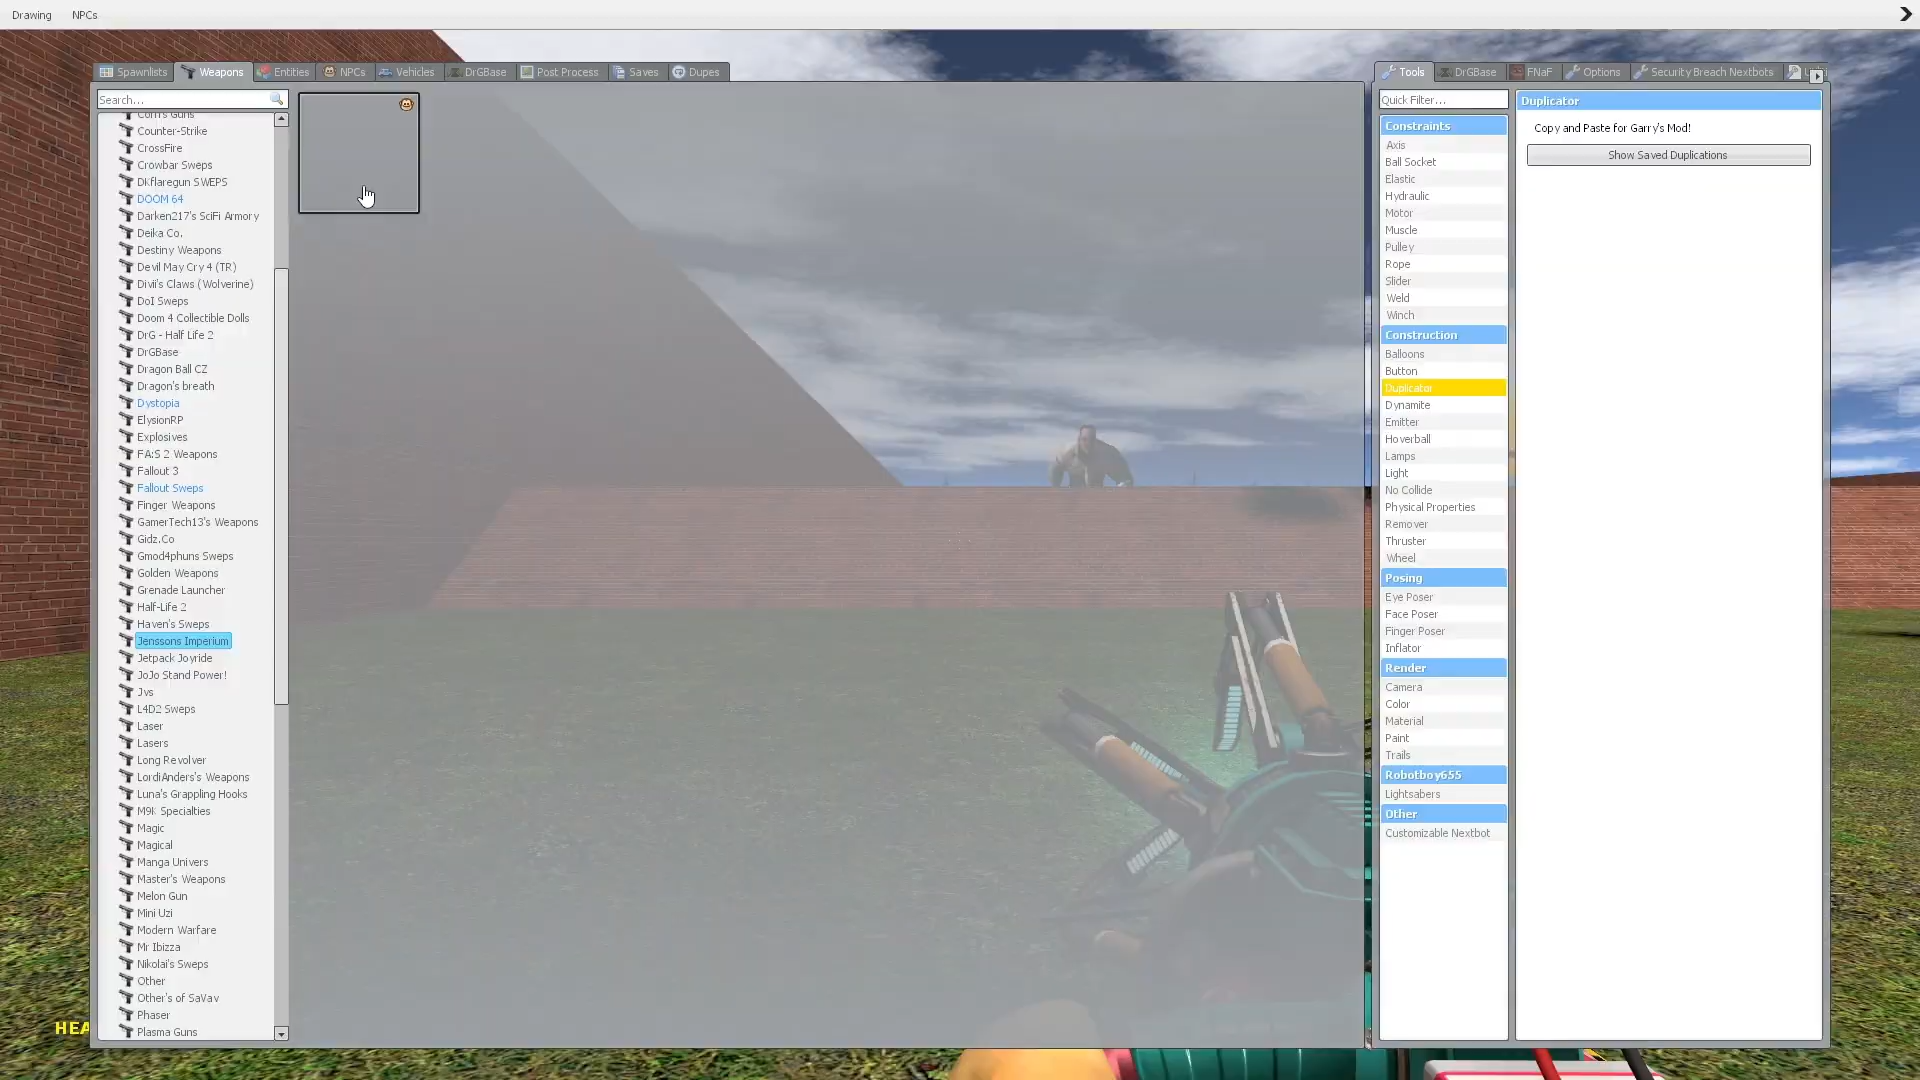 Drawing NPCs
Spawnlists Weapons Entities NPCs Vehicles DrGBase Post Process Saves Dupes
Search...
Counter-Strike
CrossFire
Crowbar Sweps
DKflaregun SWEPS
DOOM 64
Darken217's SciFi Armory
Deika Co.
Destiny Weapons
Devil May Cry 4 (TR)
Divii's Claws (Wolverine)
DoI Sweps
Doom 4 Collectible Dolls
DrG - Half Life 2
DrGBase
Dragon Ball CZ
Dragon's breath
Dystopia
ElysionRP
Explosives
FA:S 2 Weapons
Fallout 3
Fallout Sweps
Finger Weapons
GamerTech13's Weapons
Gidz.Co
Gmod4phuns Sweps
Golden Weapons
Grenade Launcher
Half-Life 2
Haven's Sweps
Jenssons Imperium
Jetpack Joyride
JoJo Stand Power!
Jvs
L4D2 Sweps
Laser
Lasers
Long Revolver
LordiAnders's Weapons
Luna's Grappling Hooks
M9K Specialties
Magic
Magical
Manga Univers
Master's Weapons
Melon Gun
Mini Uzi
Modern Warfare
Mr Ibizza
Nikolai's Sweps
Other
Other's of SaVav
Phaser
Plasma Guns
HEA
Tools DrGBase FNaF Options Security Breach Nextbots
Quick Filter...
Constraints
Axis
Ball Socket
Elastic
Hydraulic
Motor
Muscle
Pulley
Rope
Slider
Weld
Winch
Construction
Balloons
Button
Duplicator
Dynamite
Emitter
Hoverball
Lamps
Light
No Collide
Physical Properties
Remover
Thruster
Wheel
Posing
Eye Poser
Face Poser
Finger Poser
Inflator
Render
Camera
Color
Material
Paint
Trails
Robotboy655
Lightsabers
Other
Customizable Nextbot
Duplicator
Copy and Paste for Garry's Mod!
Show Saved Duplications